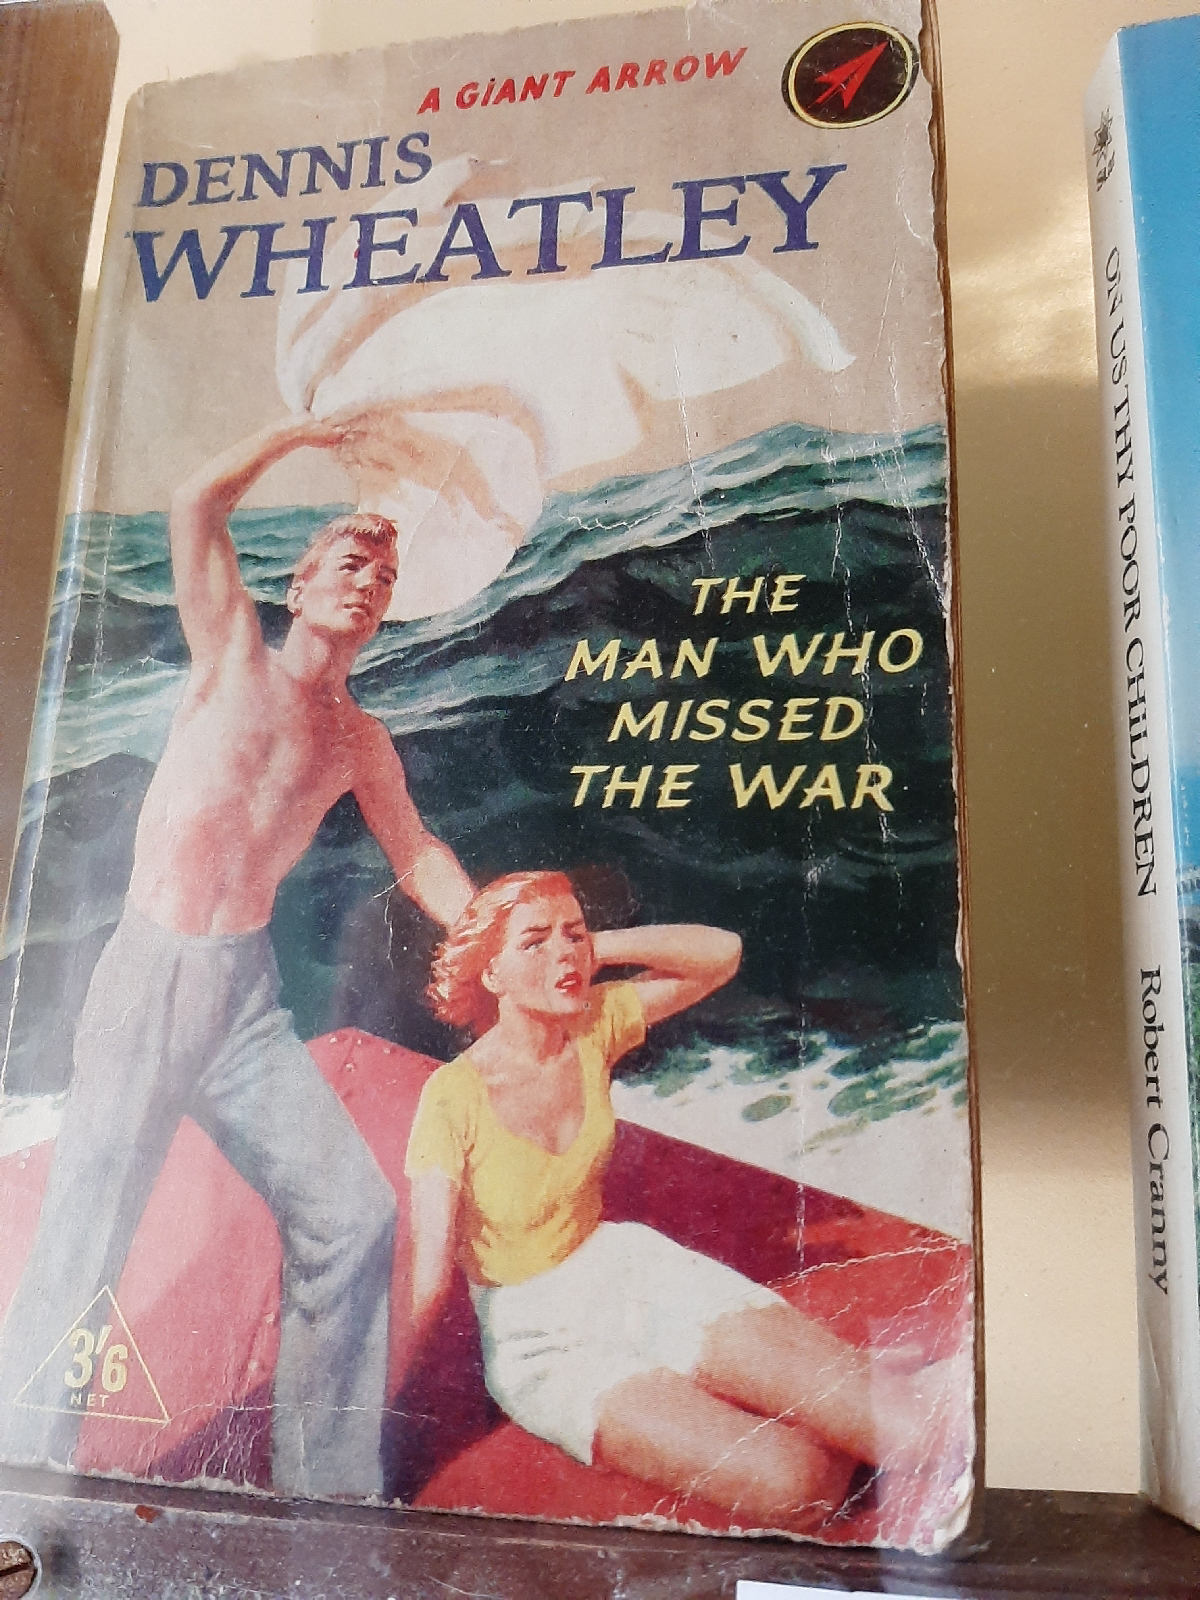 A GiANT ARROW
DENNIS
WHEATLEY
THE
MAN WHO
MISSED
THE WAR
3'6
NET
ON US THY POOR CHILDREN Robert Cranny